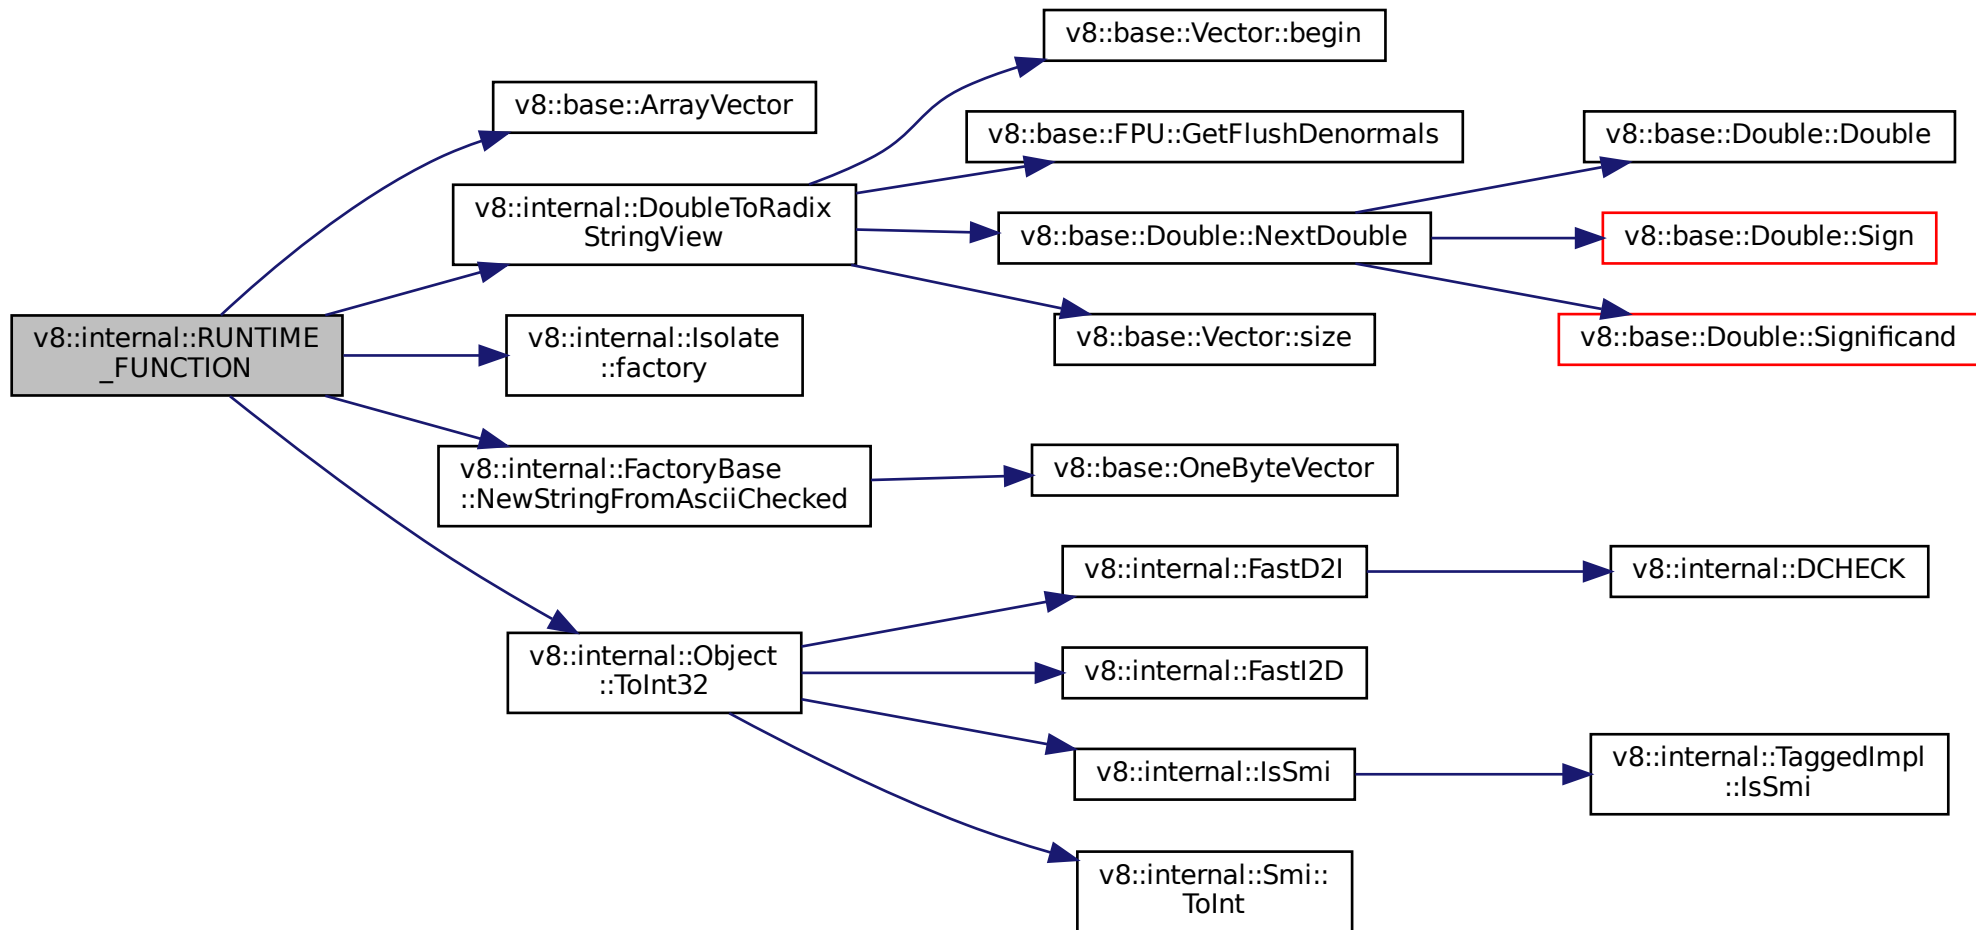 v8::base::Vector::begin
v8::base::ArrayVector
v8::base::FPU::GetFlushDenormals
v8::base::Double::Double
v8::internal::DoubleToRadix
StringView
v8::base::Double::NextDouble
v8::base::Double::Sign
v8::internal::RUNTIME
_FUNCTION
v8::internal::Isolate
::factory
v8::base::Vector::size
v8::base::Double::Significand
v8::internal::FactoryBase
::NewStringFromAsciiChecked
v8::base::OneByteVector
v8::internal::FastD2I
v8::internal::DCHECK
v8::internal::Object
::ToInt32
v8::internal::FastI2D
v8::internal::IsSmi
v8::internal::TaggedImpl
::IsSmi
v8::internal::Smi::
ToInt